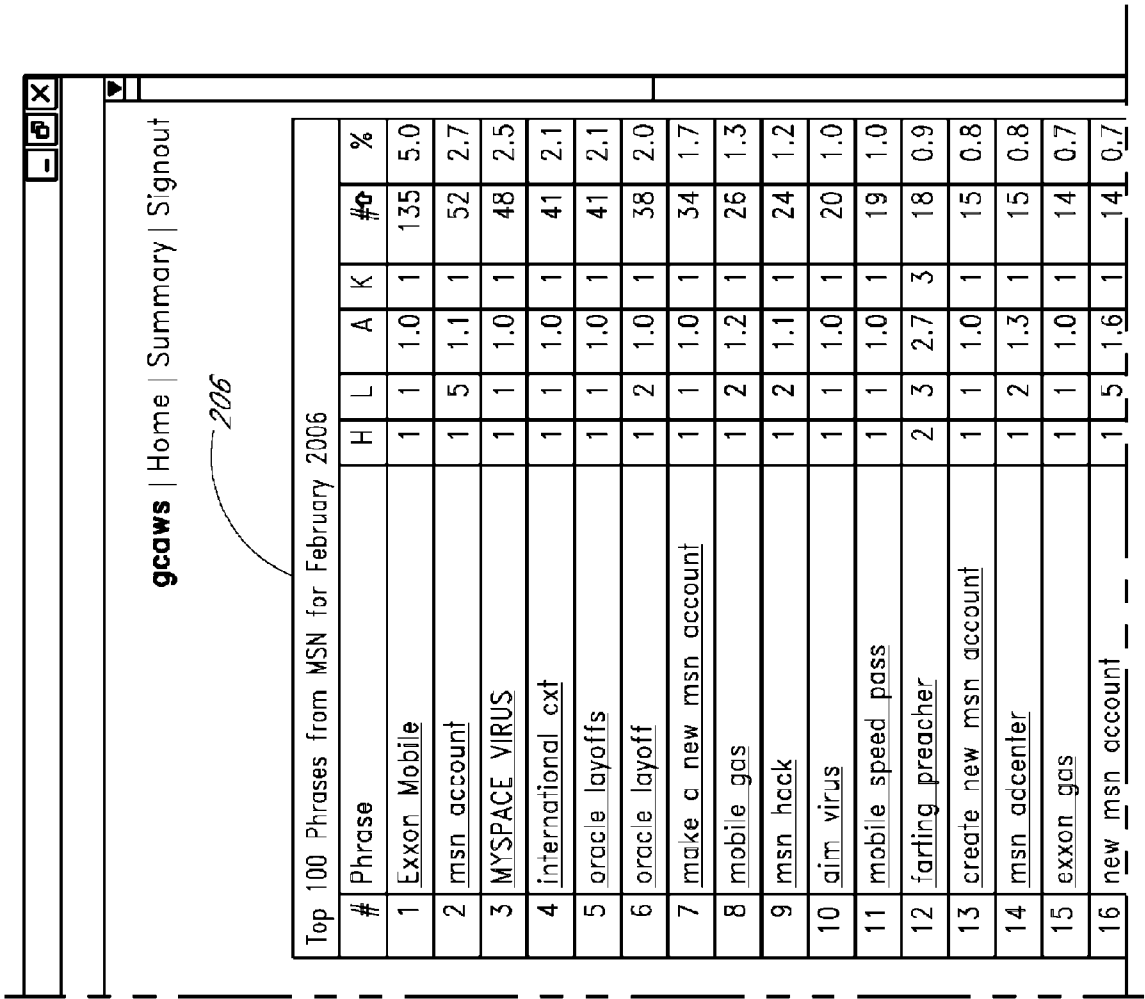 gcaws | Home | Summary | Signout
206
Top 100 Phrases from MSN for February 2006
# Phrase H L A K # %
1 Exxon Mobile 1 1 1.0 1 135 5.0
2 msn account 1 5 1.1 1 52 2.7
3 MYSPACE VIRUS 1 1 1.0 1 48 2.5
4 international cxt 1 1 1.0 1 41 2.1
5 oracle layoffs 1 1 1.0 1 41 2.1
6 oracle layoff 1 2 1.0 1 38 2.0
7 make a new msn account 1 1 1.0 1 34 1.7
8 mobile gas 1 2 1.2 1 26 1.3
9 msn hack 1 2 1.1 1 24 1.2
10 aim virus 1 1 1.0 1 20 1.0
11 mobile speed pass 1 1 1.0 1 19 1.0
12 farting preacher 2 3 2.7 3 18 0.9
13 create new msn account 1 1 1.0 1 15 0.8
14 msn adcenter 1 2 1.3 1 15 0.8
15 exxon gas 1 1 1.0 1 14 0.7
16 new msn account 1 5 1.6 1 14 0.7